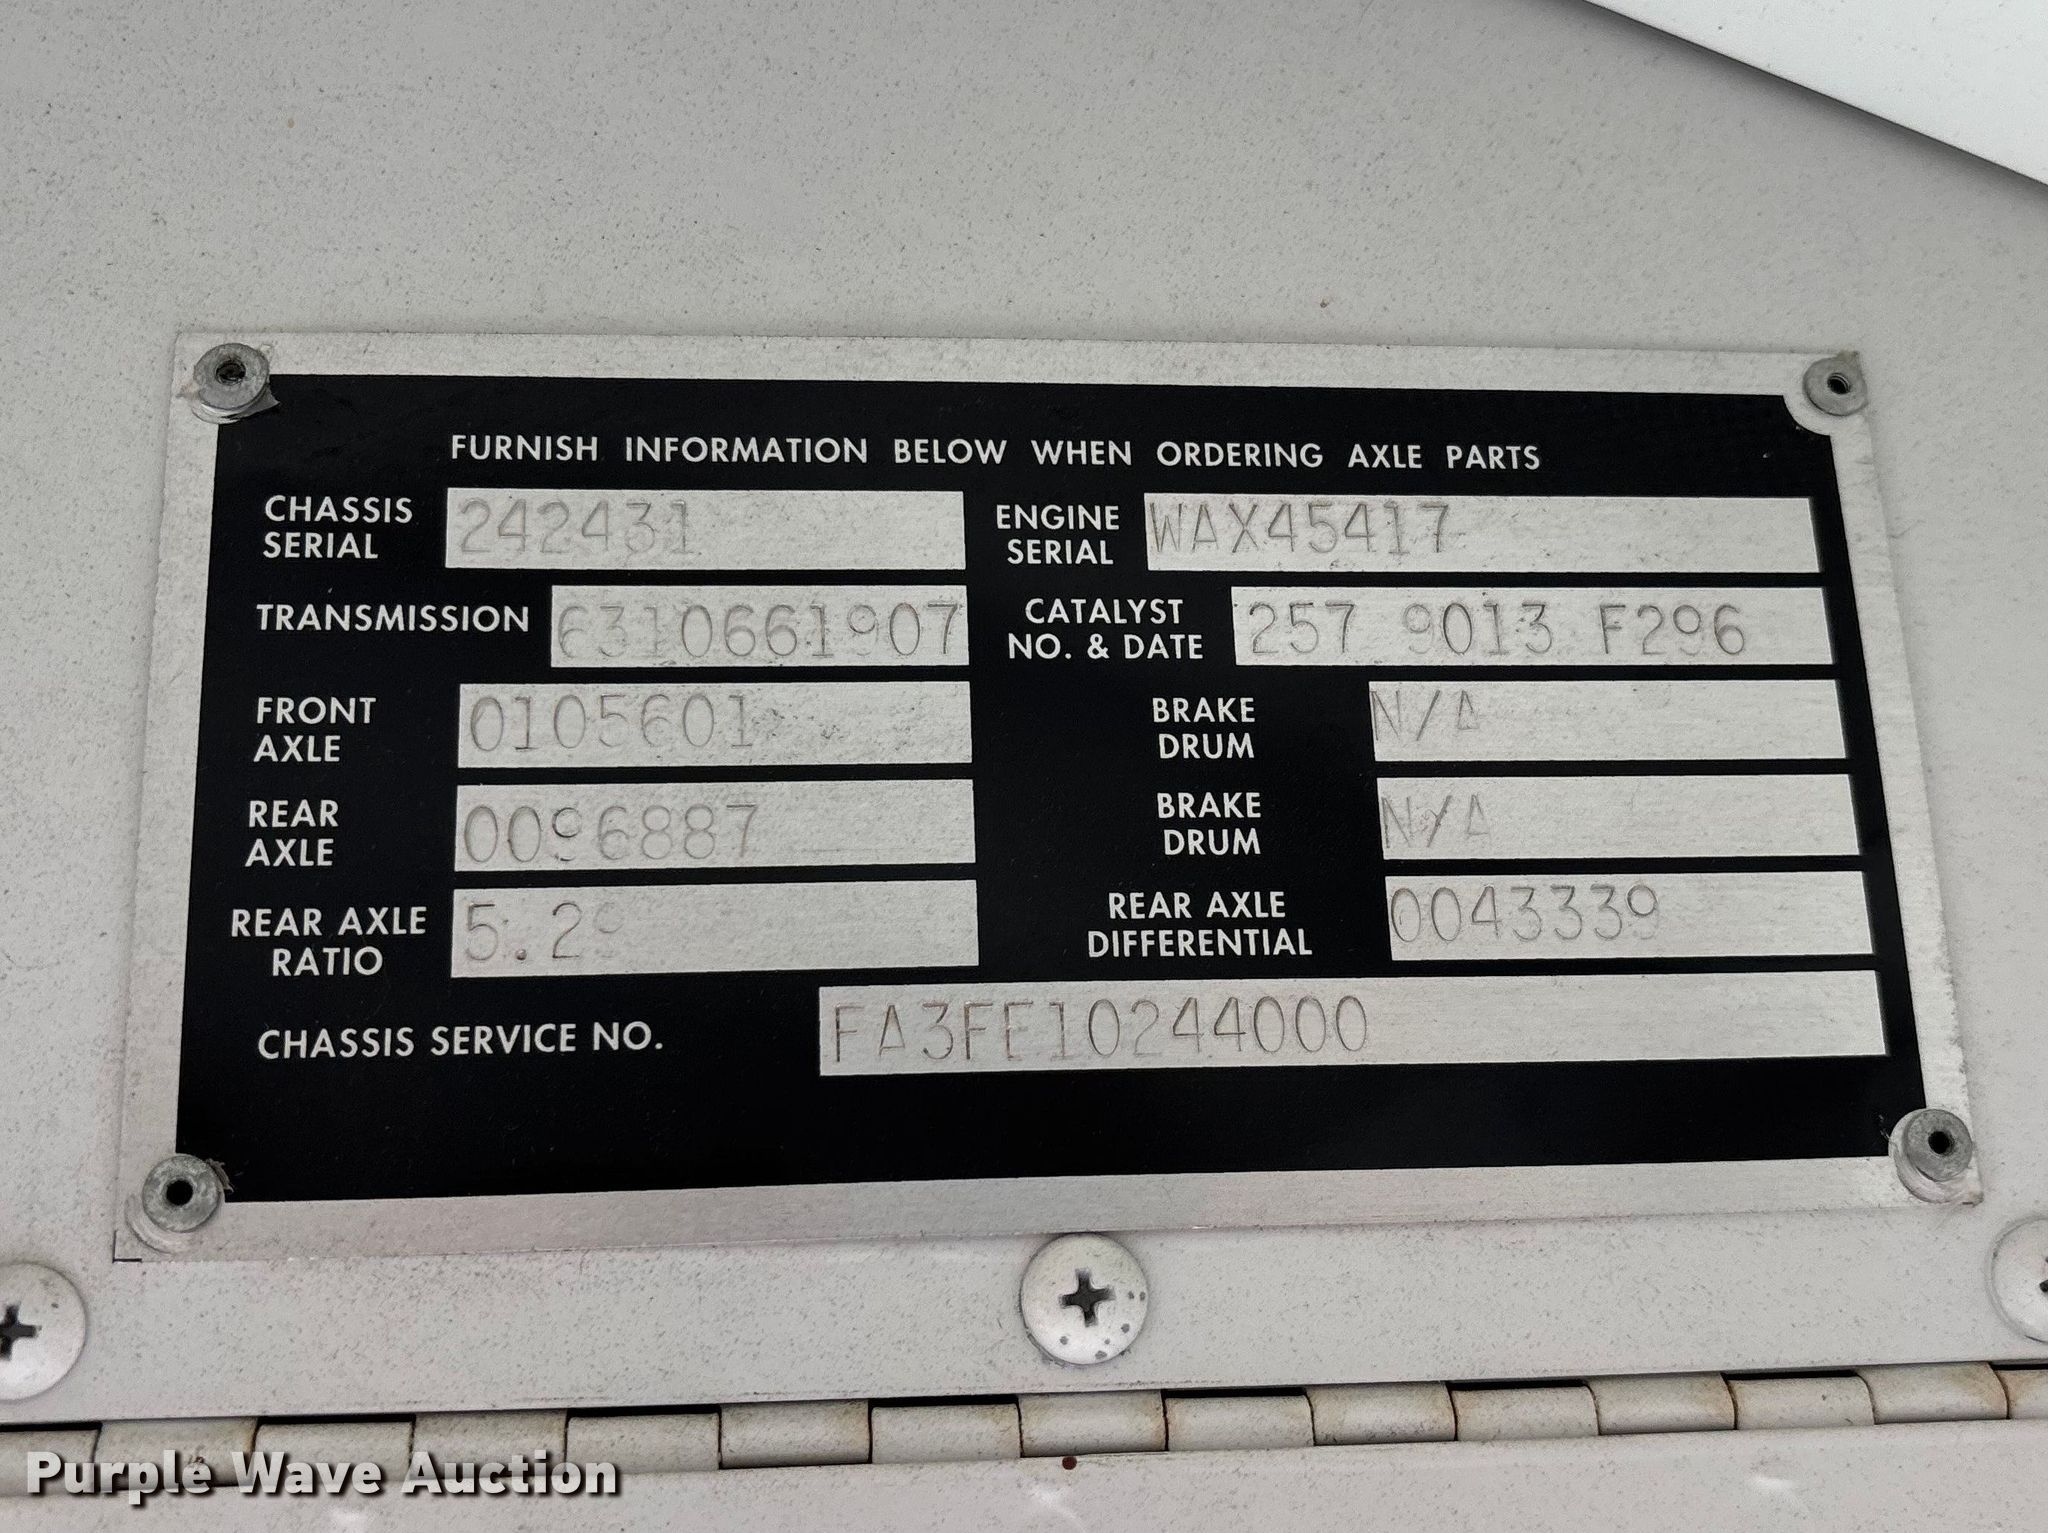 FURNISH INFORMATION BELOW WHEN ORDERING AXLE PARTS
CHASSIS SERIAL 242431 ENGINE SERIAL WAX45417
TRANSMISSION 6310661907 CATALYST NO. & DATE 257 9013 F296
FRONT AXLE 0105601 BRAKE DRUM N/A
REAR AXLE 0096887 BRAKE DRUM N/A
REAR AXLE RATIO 5.29 REAR AXLE DIFFERENTIAL 0043339
CHASSIS SERVICE NO. FA3FE10244000
Purple Wave Auction